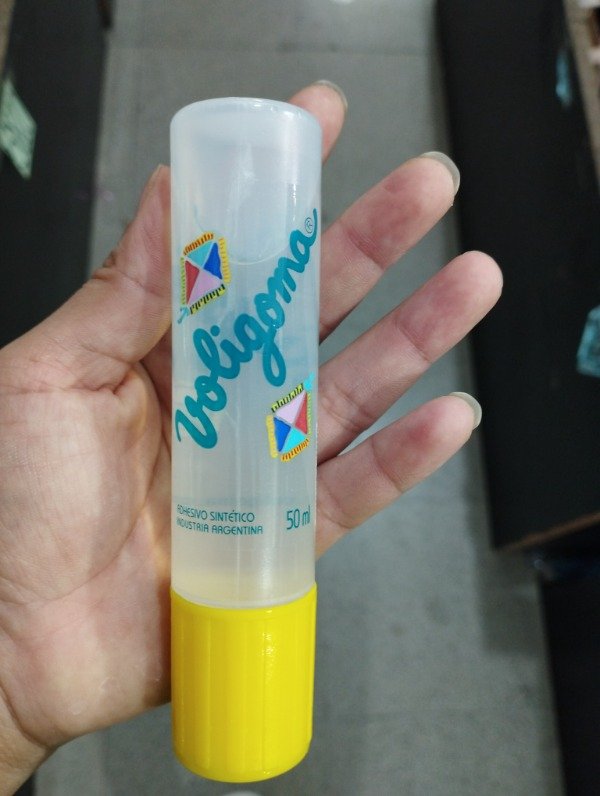 voligoma®
ADHESIVO SINTÉTICO
INDUSTRIA ARGENTINA
50 ml